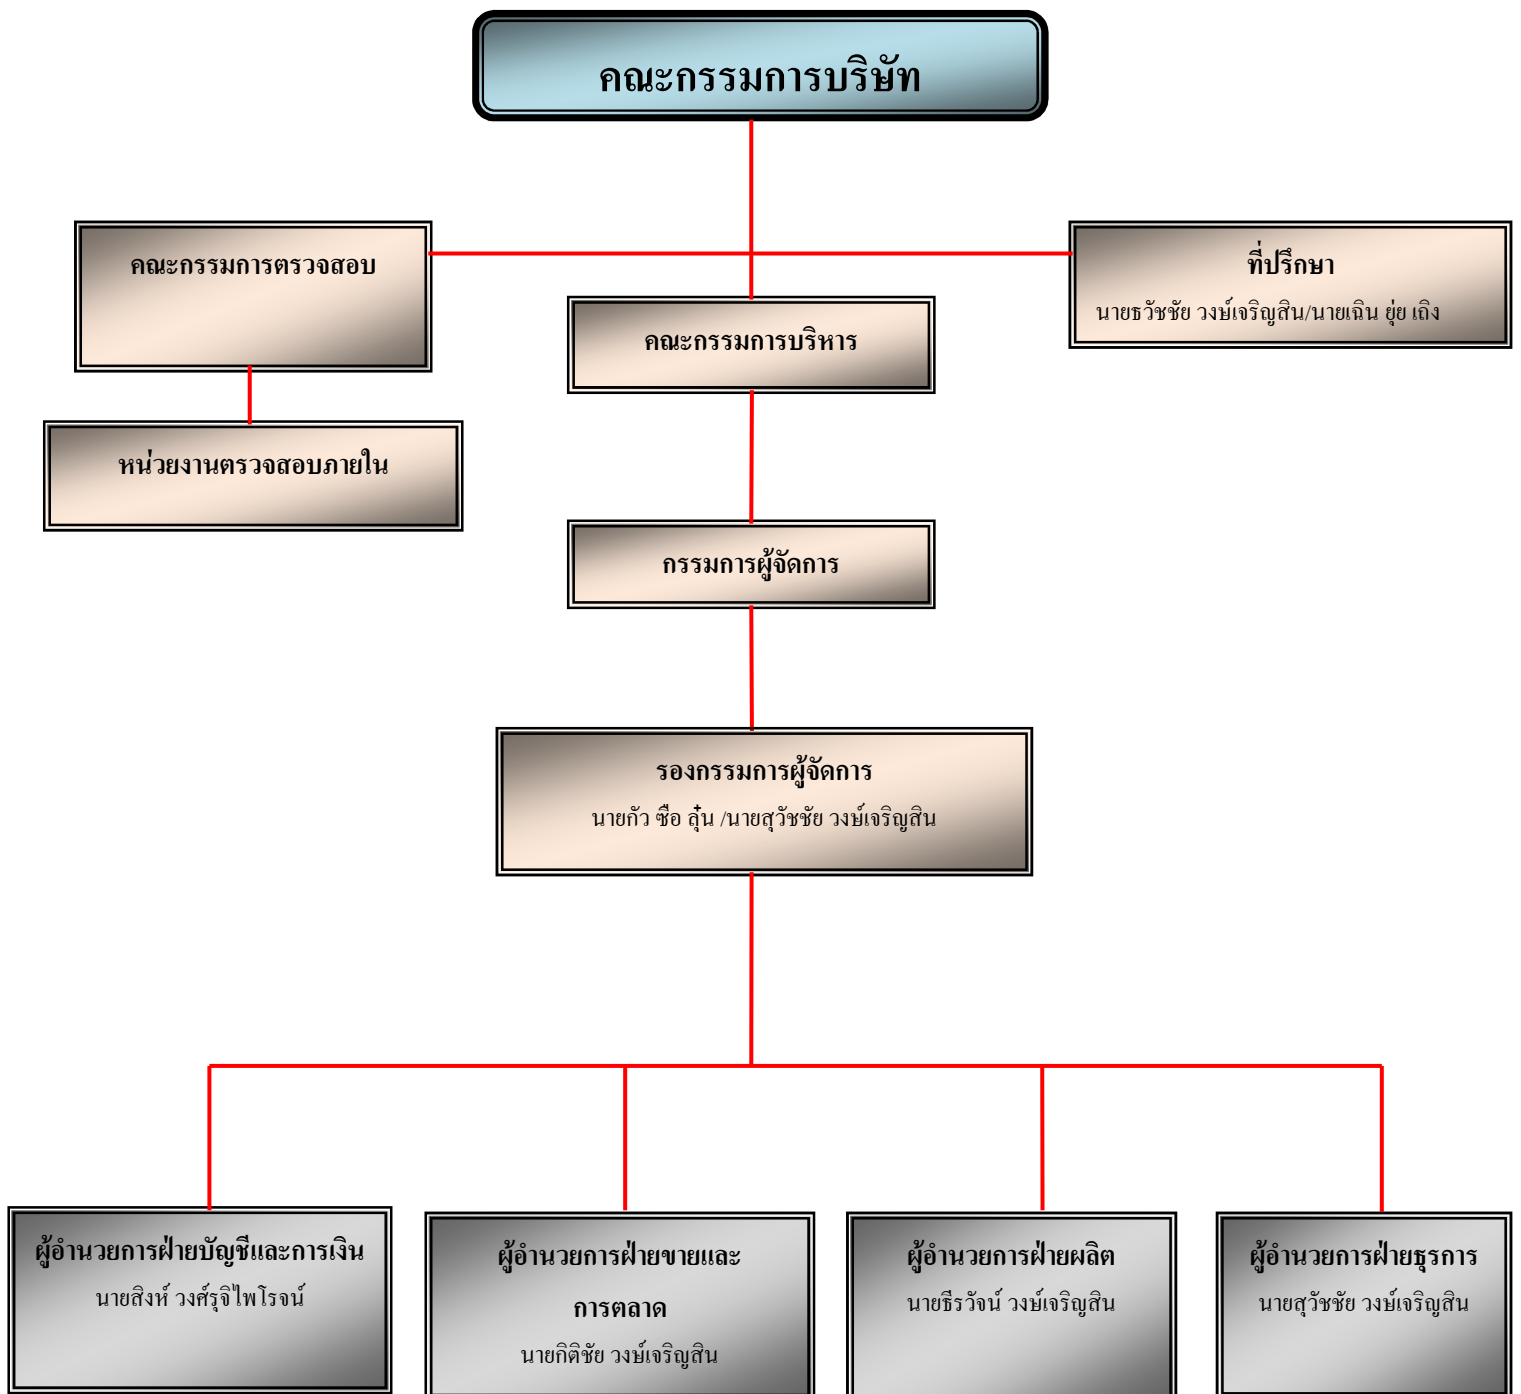 คณะกรรมการบริษัท
คณะกรรมการตรวจสอบ
ที่ปรึกษา
นายธวัชชัย วงษ์เจริญสิน/นายเฉิน ยุ่ย เถิง
คณะกรรมการบริหาร
หน่วยงานตรวจสอบภายใน
กรรมการผู้จัดการ
รองกรรมการผู้จัดการ
นายกัว ซือ ลุ๋น /นายสุวัชชัย วงษ์เจริญสิน
ผู้อำนวยการฝ่ายบัญชีและการเงิน
นายสิงห์ วงศ์รุจิไพโรจน์
ผู้อำนวยการฝ่ายขายและ
การตลาด
นายกิติชัย วงษ์เจริญสิน
ผู้อำนวยการฝ่ายผลิต
นายธีรวัจน์ วงษ์เจริญสิน
ผู้อำนวยการฝ่ายธุรการ
นายสุวัชชัย วงษ์เจริญสิน